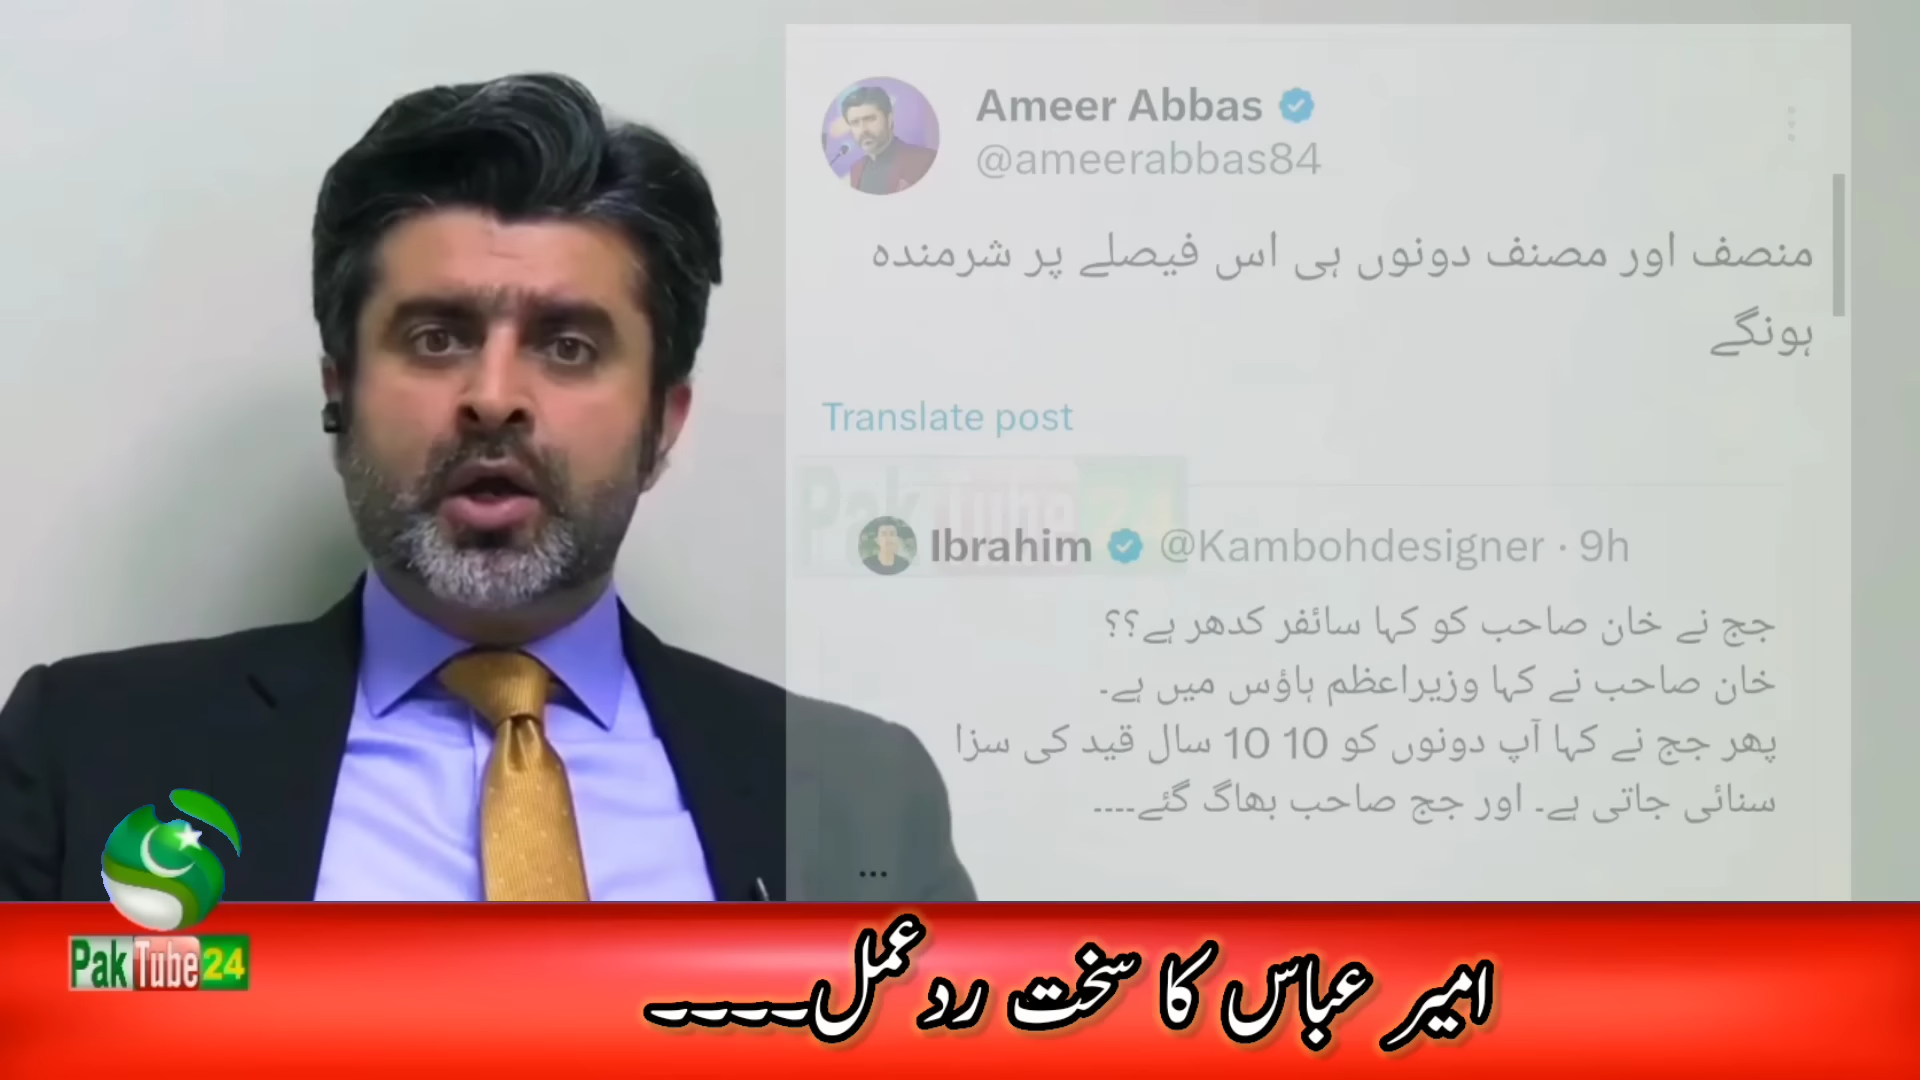 Ameer Abbas
@ameerabbas84
منصف اور مصنف دونوں ہی اس فیصلے پر شرمندہ
ہونگے
Translate post
PakTube24
Ibrahim @Kambohdesigner · 9h
جج نے خان صاحب کو کہا سائفر کدھر ہے؟؟
خان صاحب نے کہا وزیراعظم ہاؤس میں ہے۔
پھر جج نے کہا آپ دونوں کو 10 10 سال قید کی سزا
سنائی جاتی ہے۔ اور جج صاحب بھاگ گئے۔۔۔۔
...
PakTube24
امیر عباس کا سخت ردعمل۔۔۔۔